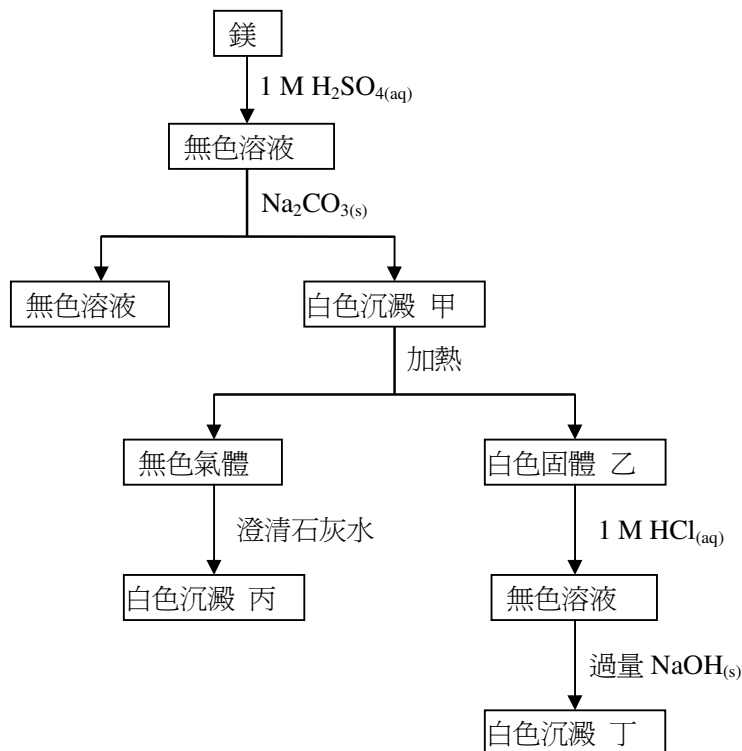 鎂
1 M H₂SO₄(aq)
無色溶液
Na₂CO₃(s)
無色溶液
白色沉澱 甲
加熱
無色氣體
白色固體 乙
澄清石灰水
1 M HCl(aq)
白色沉澱 丙
無色溶液
過量 NaOH(s)
白色沉澱 丁